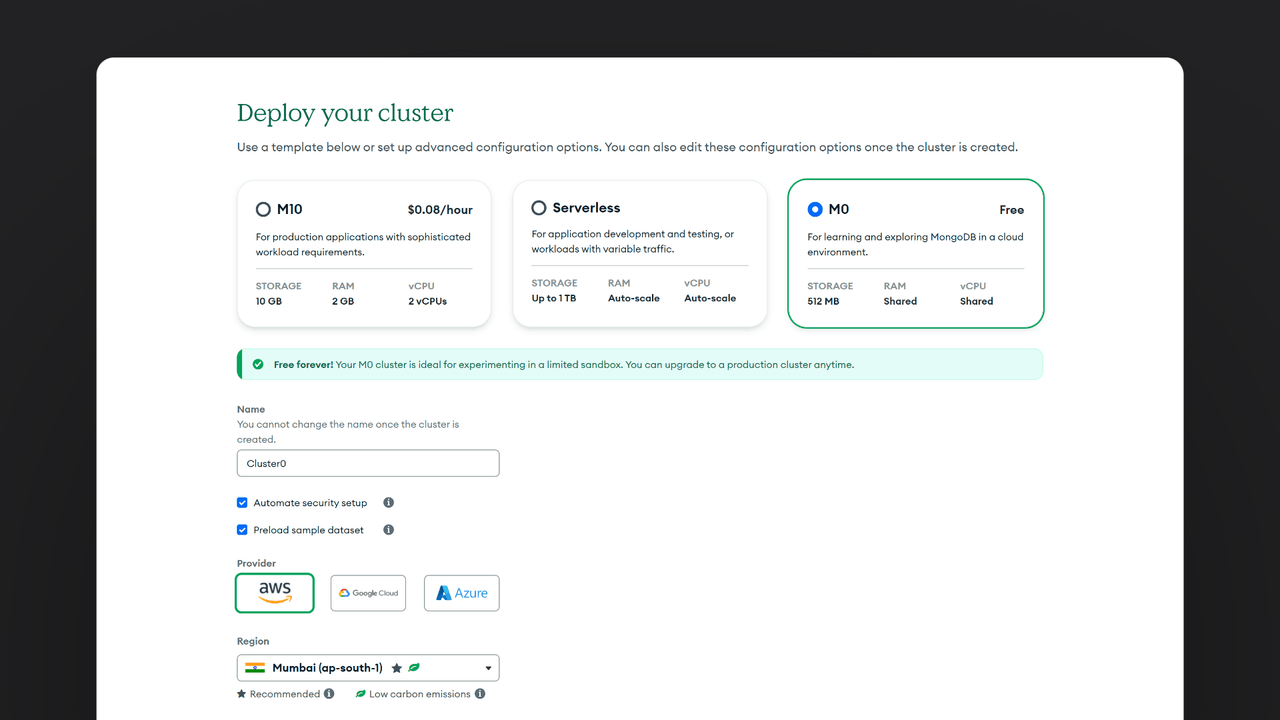 Deploy your cluster
Use a template below or set up advanced configuration options. You can also edit these configuration options once the cluster is created.
M10 $0.08/hour
For production applications with sophisticated
workload requirements.
STORAGE RAM vCPU
10 GB 2 GB 2 vCPUs
Serverless
For application development and testing, or
workloads with variable traffic.
STORAGE RAM vCPU
Up to 1 TB Auto-scale Auto-scale
M0 Free
For learning and exploring MongoDB in a cloud
environment.
STORAGE RAM vCPU
512 MB Shared Shared
Free forever! Your M0 cluster is ideal for experimenting in a limited sandbox. You can upgrade to a production cluster anytime.
Name
You cannot change the name once the cluster is
created.
Cluster0
Automate security setup
Preload sample dataset
Provider
aws Google Cloud Azure
Region
Mumbai (ap-south-1)
Recommended Low carbon emissions